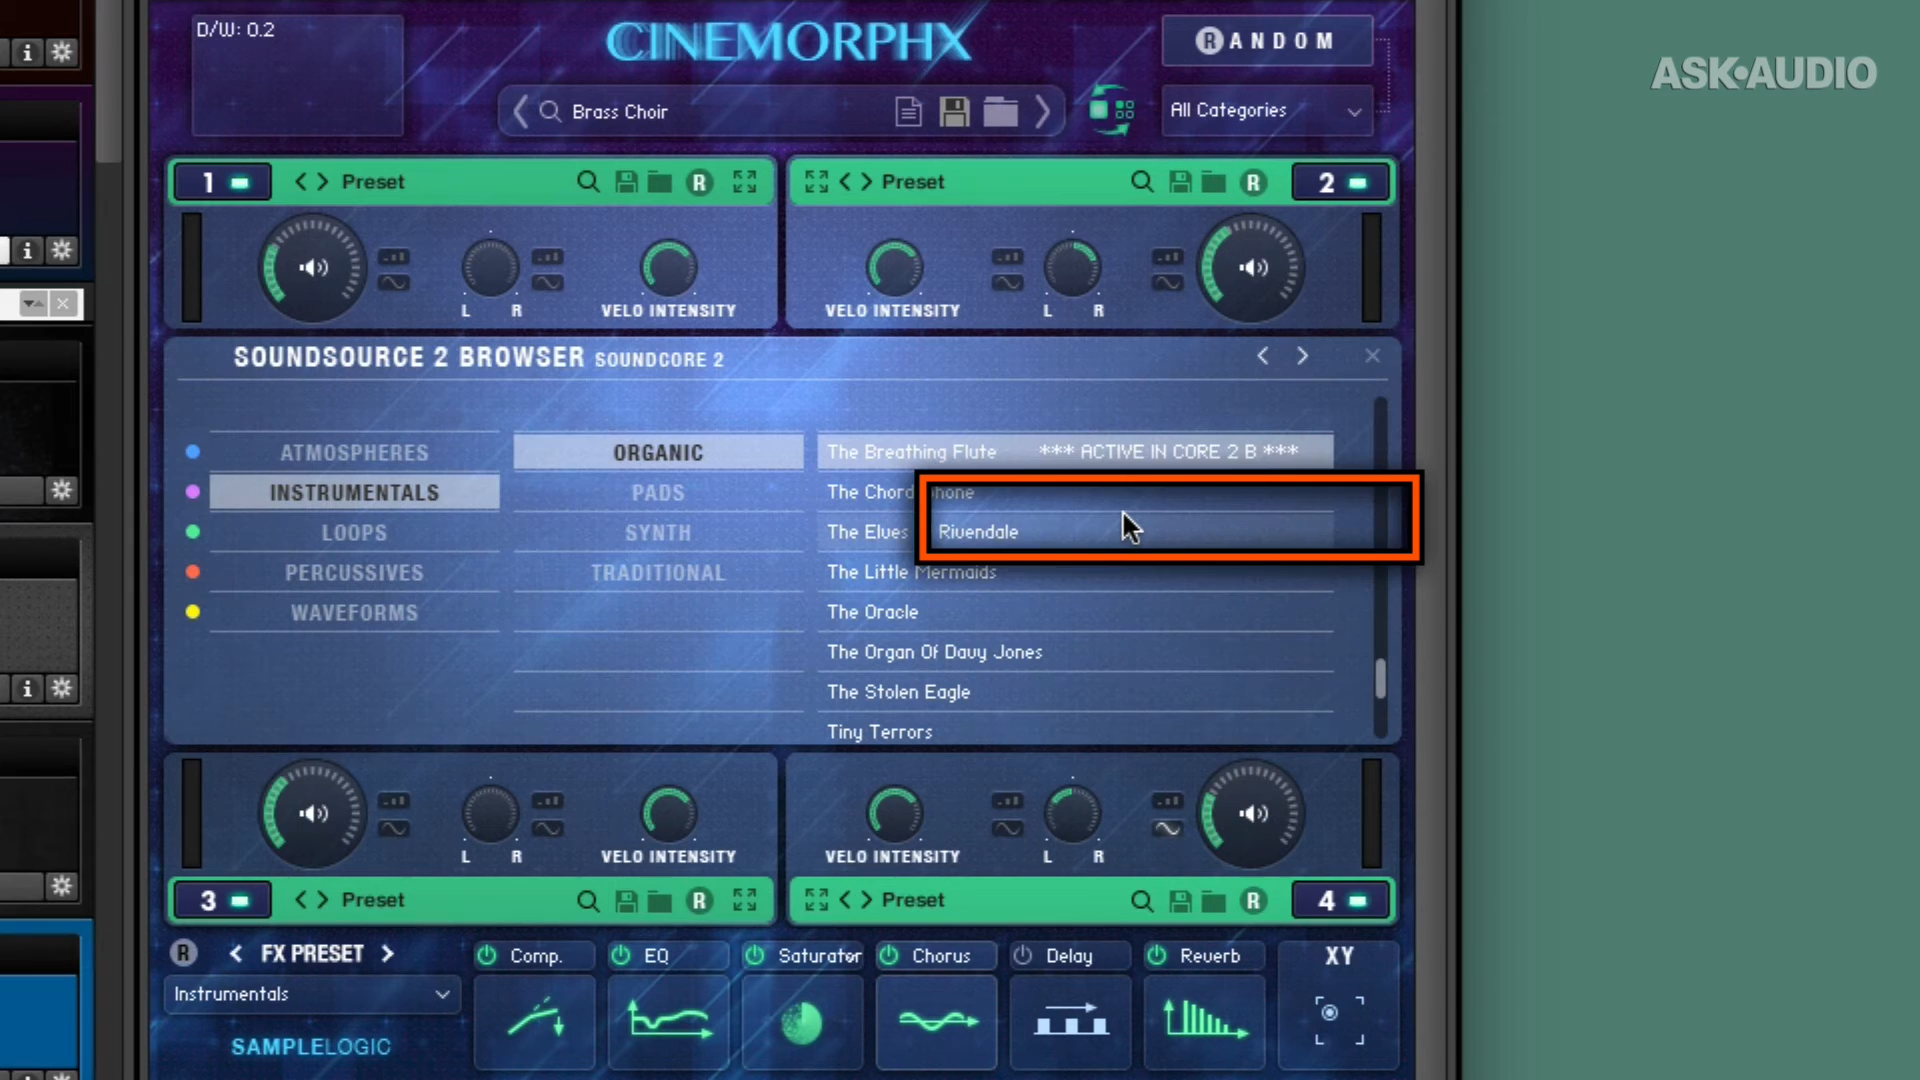 D/W: 0.2
CINEMORPHX
RANDOM
ASK•AUDIO
Brass Choir
All Categories
1 Preset R
Preset R 2
L R VELO INTENSITY
VELO INTENSITY L R
SOUNDSOURCE 2 BROWSER SOUNDCORE 2
ATMOSPHERES
INSTRUMENTALS
LOOPS
PERCUSSIVES
WAVEFORMS
ORGANIC
PADS
SYNTH
TRADITIONAL
The Breathing Flute *** ACTIVE IN CORE 2 B ***
The Chord phone
The Elves Rivendale
The Little Mermaids
The Oracle
The Organ Of Davy Jones
The Stolen Eagle
Tiny Terrors
L R VELO INTENSITY
VELO INTENSITY L R
3 Preset R
Preset R 4
R FX PRESET
Instrumentals
SAMPLELOGIC
Comp.
EQ
Saturator
Chorus
Delay
Reverb
XY